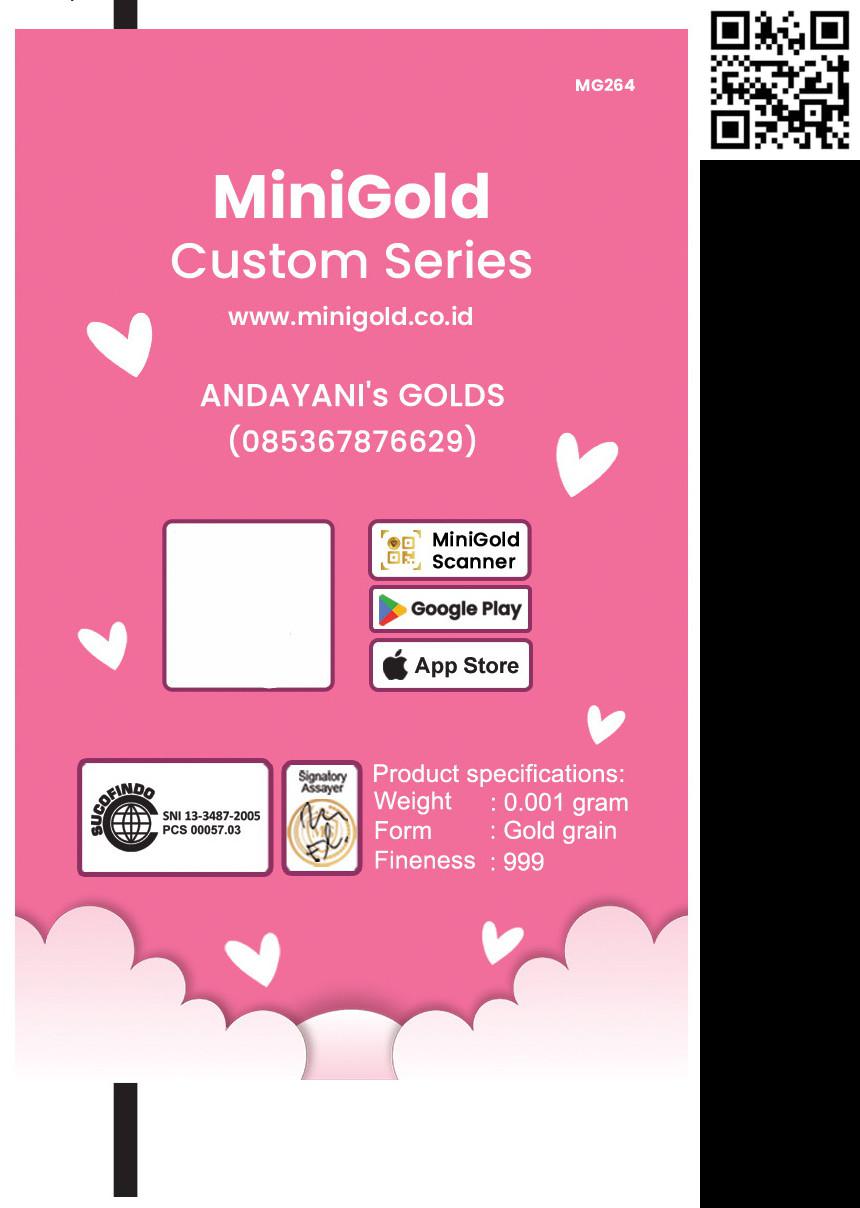 MG264
MiniGold
Custom Series
www.minigold.co.id
ANDAYANI's GOLDS
(085367876629)
MiniGold
Scanner
Google Play
App Store
SUCOFINDO
SNI 13-3487-2005
PCS 00057.03
Signatory
Assayer
Product specifications:
Weight : 0.001 gram
Form : Gold grain
Fineness : 999